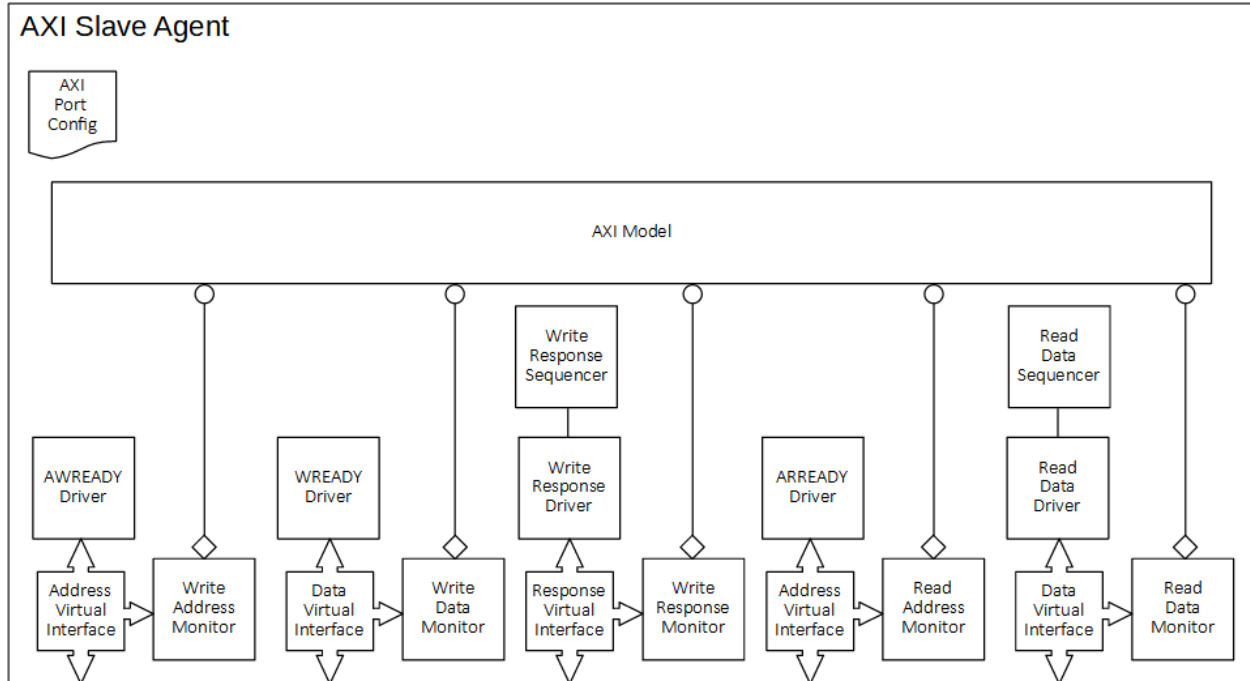 AXI Slave Agent
AXI
Port
Config
AXI Model
Write
Response
Sequencer
Read
Data
Sequencer
AWREADY
Driver
WREADY
Driver
Write
Response
Driver
ARREADY
Driver
Read
Data
Driver
Address
Virtual
Interface
Write
Address
Monitor
Data
Virtual
Interface
Write
Data
Monitor
Response
Virtual
Interface
Write
Response
Monitor
Address
Virtual
Interface
Read
Address
Monitor
Data
Virtual
Interface
Read
Data
Monitor